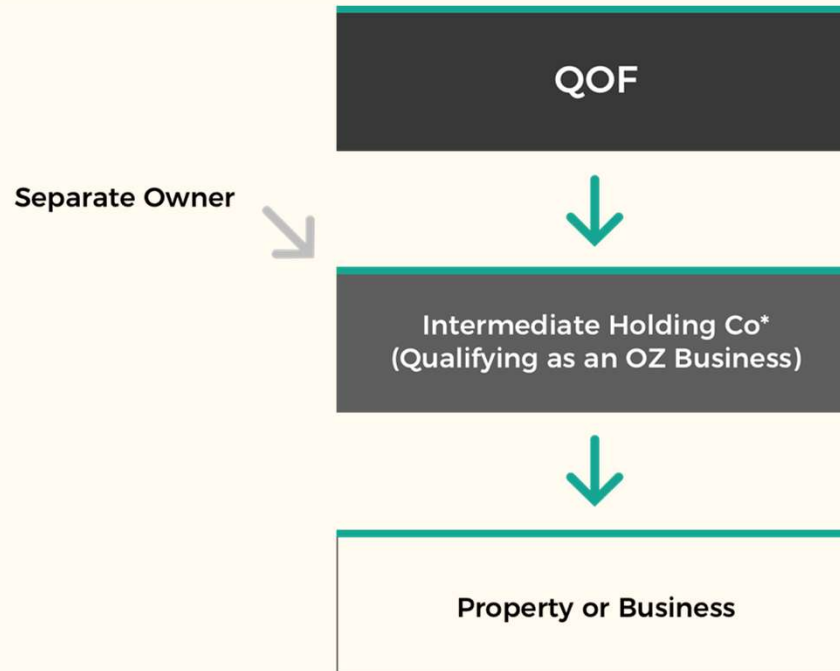 QOF
Separate Owner
Intermediate Holding Co*
(Qualifying as an OZ Business)
Property or Business